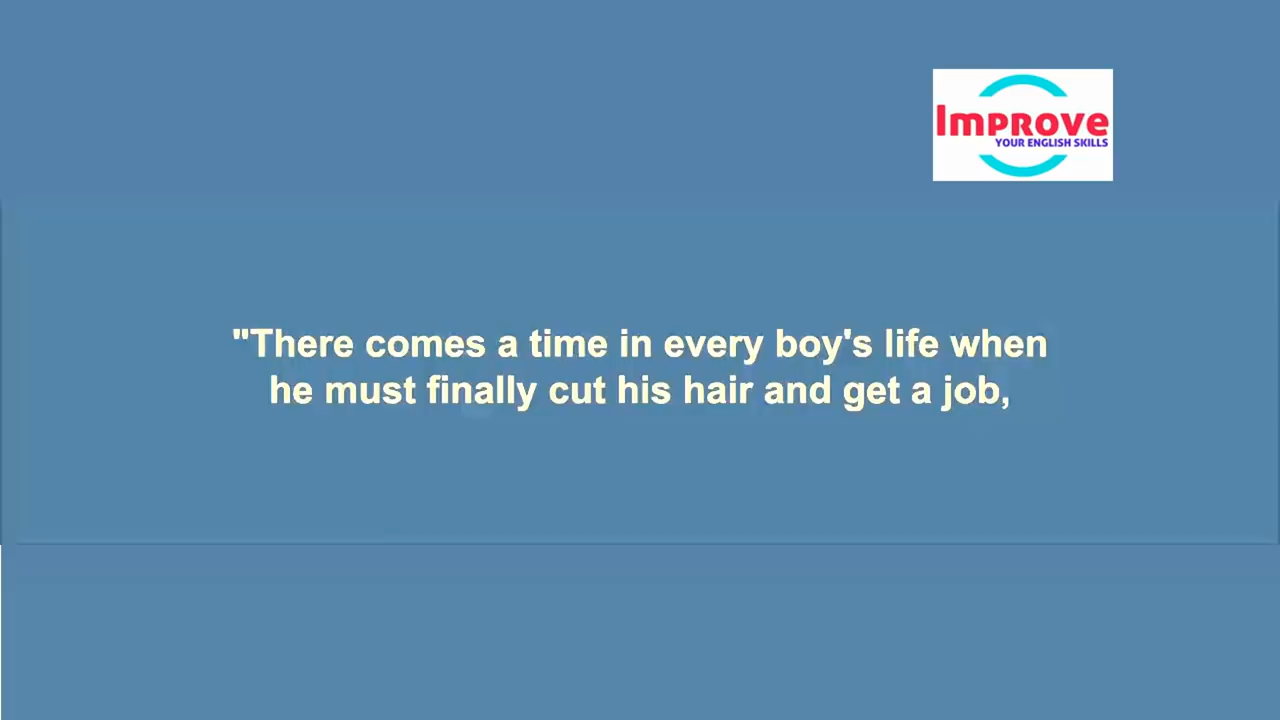 Improve
YOUR ENGLISH SKILLS
"There comes a time in every boy's life when
he must finally cut his hair and get a job,